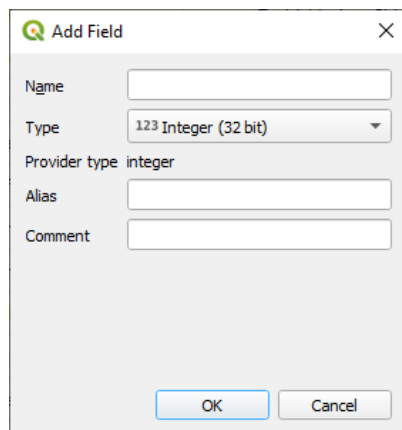 Add Field
Name
Type 123 Integer (32 bit)
Provider type integer
Alias
Comment
OK Cancel